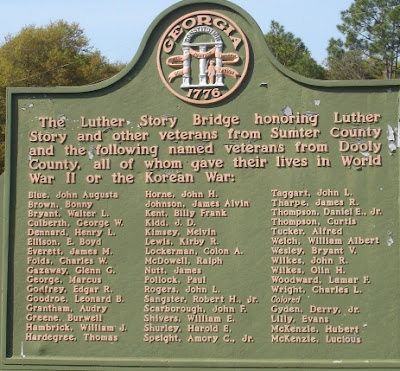 GEORGIA
CONSTITUTION
1776
The Luther Story Bridge honoring Luther
Story and other veterans from Sumter County
and the following named veterans from Dooly
County, all of whom gave their lives in World
War II or the Korean War:
Blue, John Augusta
Brown, Bonny
Bryant, Walter L.
Culberth, George W.
Dennard, Henry L.
Ellison, E. Boyd
Everett, James M.
Folds, Charles W.
Gazaway, Glenn G.
George, Marcus
Godfrey, Edgar R.
Goodroe, Leonard B.
Grantham, Audry
Greene, Burwell
Hambrick, William J.
Hardegree, Thomas
Horne, John H.
Johnson, James Alvin
Kent, Billy Frank
Kidd, J. D.
Kimsey, Melvin
Lewis, Kirby R.
Lockerman, Colon A.
McDowell, Ralph
Nutt, James
Pollock, Paul
Rogers, John L.
Sangster, Robert H., Jr.
Scarborough, John F.
Shivers, William E.
Shurley, Harold E.
Speight, Amory C., Jr.
Taggart, John L.
Tharpe, James R.
Thompson, Daniel E., Jr.
Thompson, Curtis
Tucker, Alfred
Welch, William Albert
Wesley, Bryant V.
Wilkes, John R.
Wilkes, Olin H.
Woodward, Lamar F.
Wright, Charles L.
Colored
Gyden, Derry, Jr.
Lilly, Evans
McKenzie, Hubert
McKenzie, Lucious